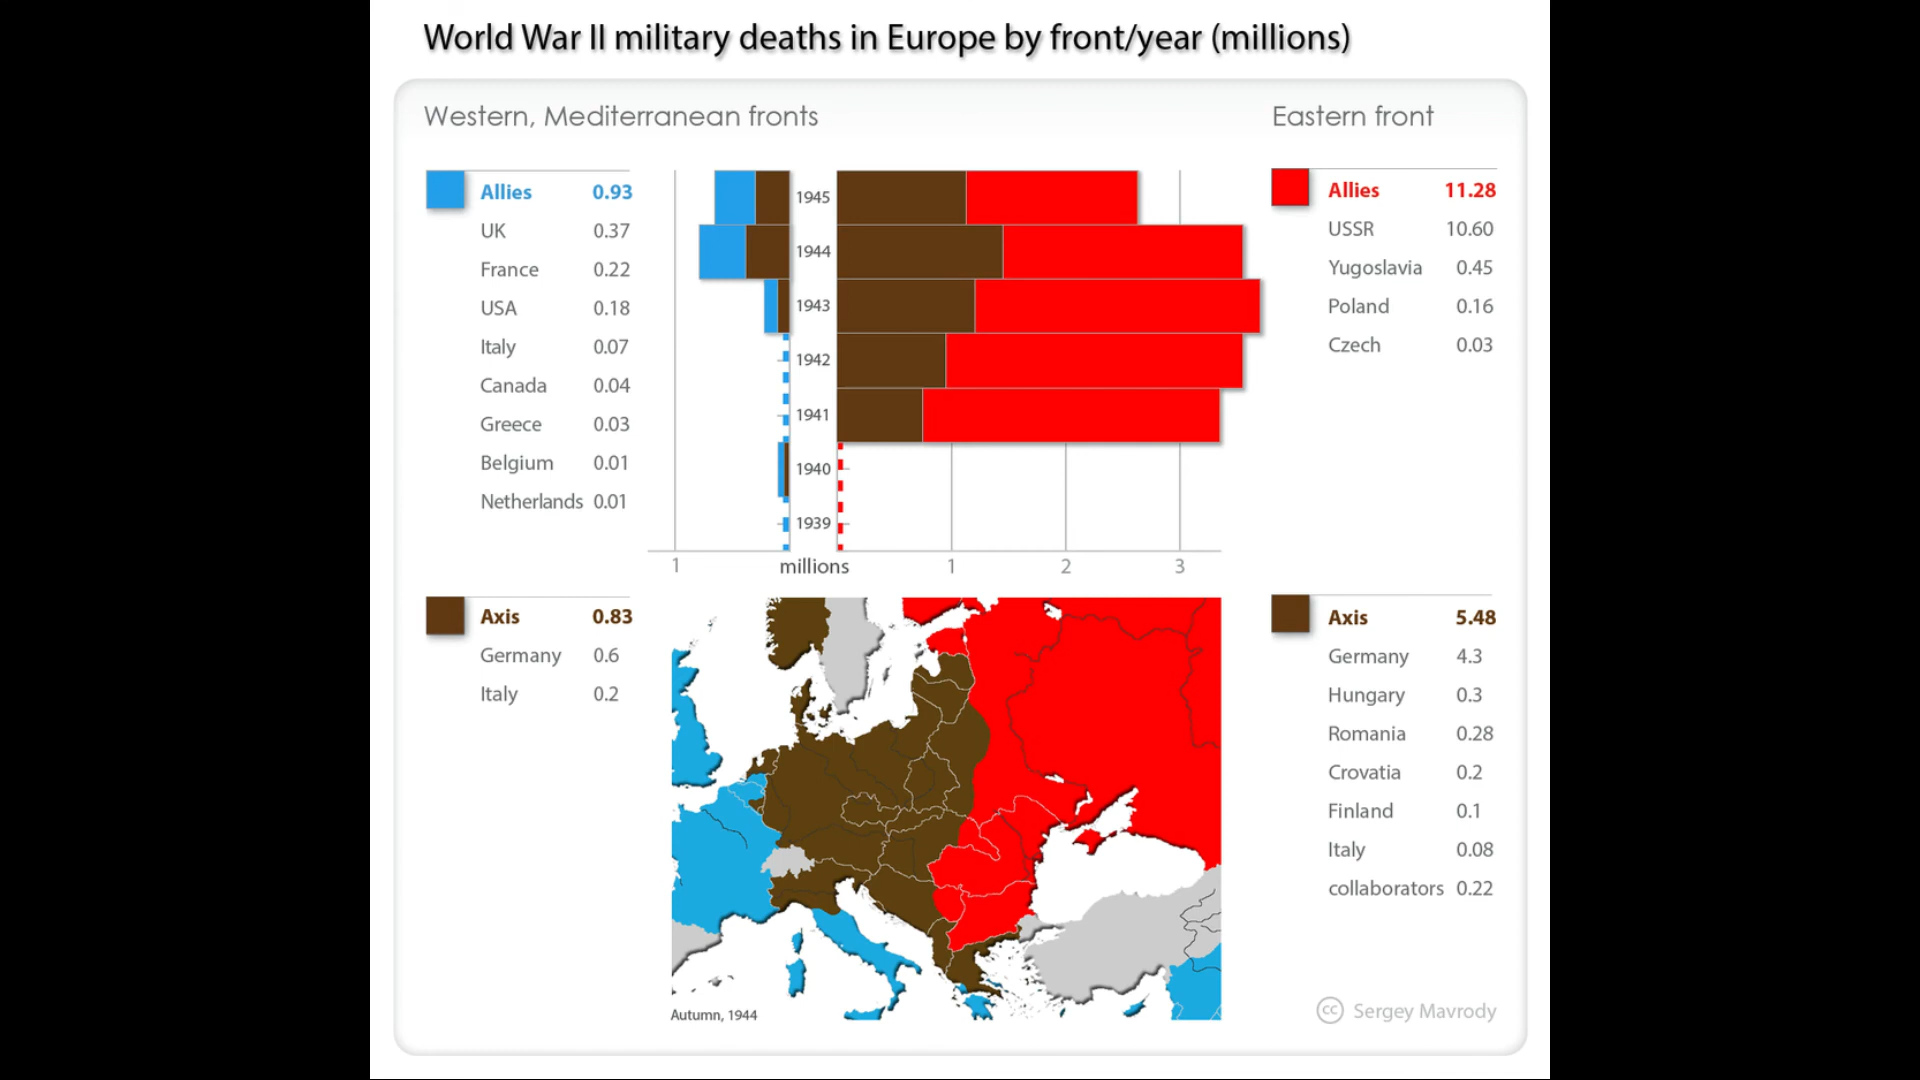 World War II military deaths in Europe by front/year (millions)
Western, Mediterranean fronts
Eastern front
Allies 0.93
UK 0.37
France 0.22
USA 0.18
Italy 0.07
Canada 0.04
Greece 0.03
Belgium 0.01
Netherlands 0.01
1945
1944
1943
1942
1941
1940
1939
1 millions 1 2 3
Allies 11.28
USSR 10.60
Yugoslavia 0.45
Poland 0.16
Czech 0.03
Axis 0.83
Germany 0.6
Italy 0.2
Autumn, 1944
Axis 5.48
Germany 4.3
Hungary 0.3
Romania 0.28
Crovatia 0.2
Finland 0.1
Italy 0.08
collaborators 0.22
cc Sergey Mavrody